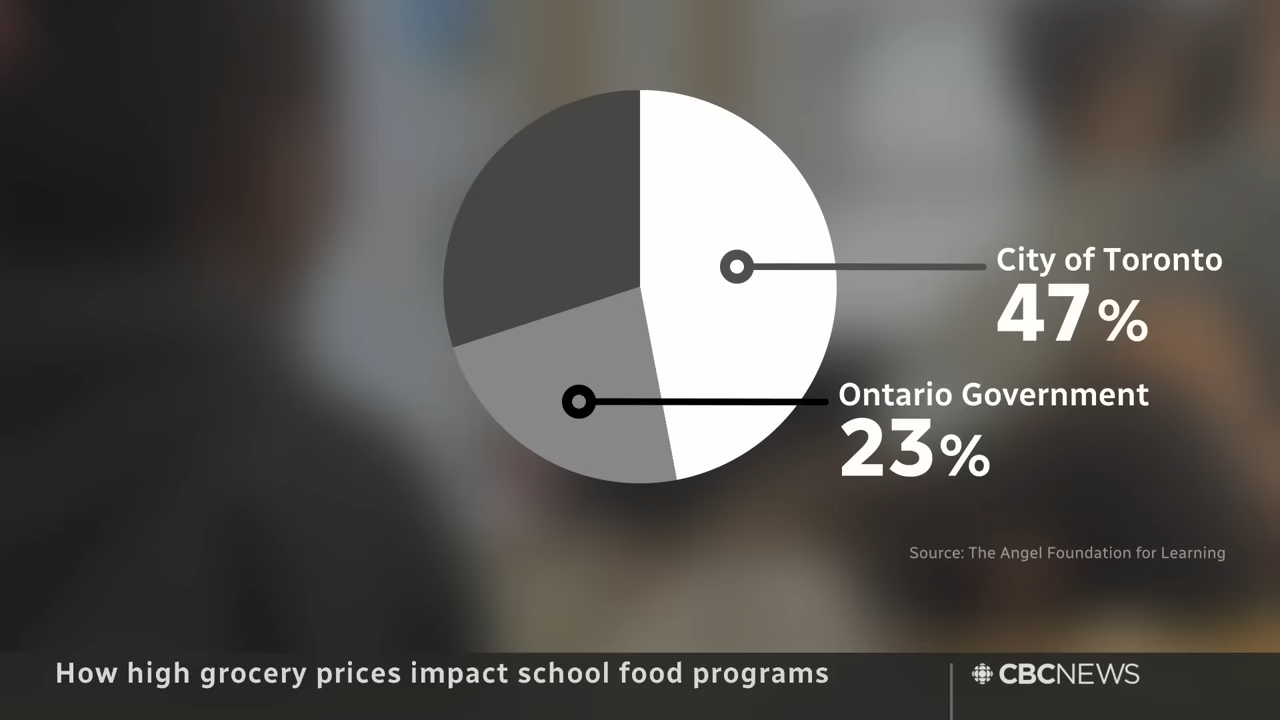 City of Toronto
47%
Ontario Government
23%
Source: The Angel Foundation for Learning
How high grocery prices impact school food programs
CBCNEWS